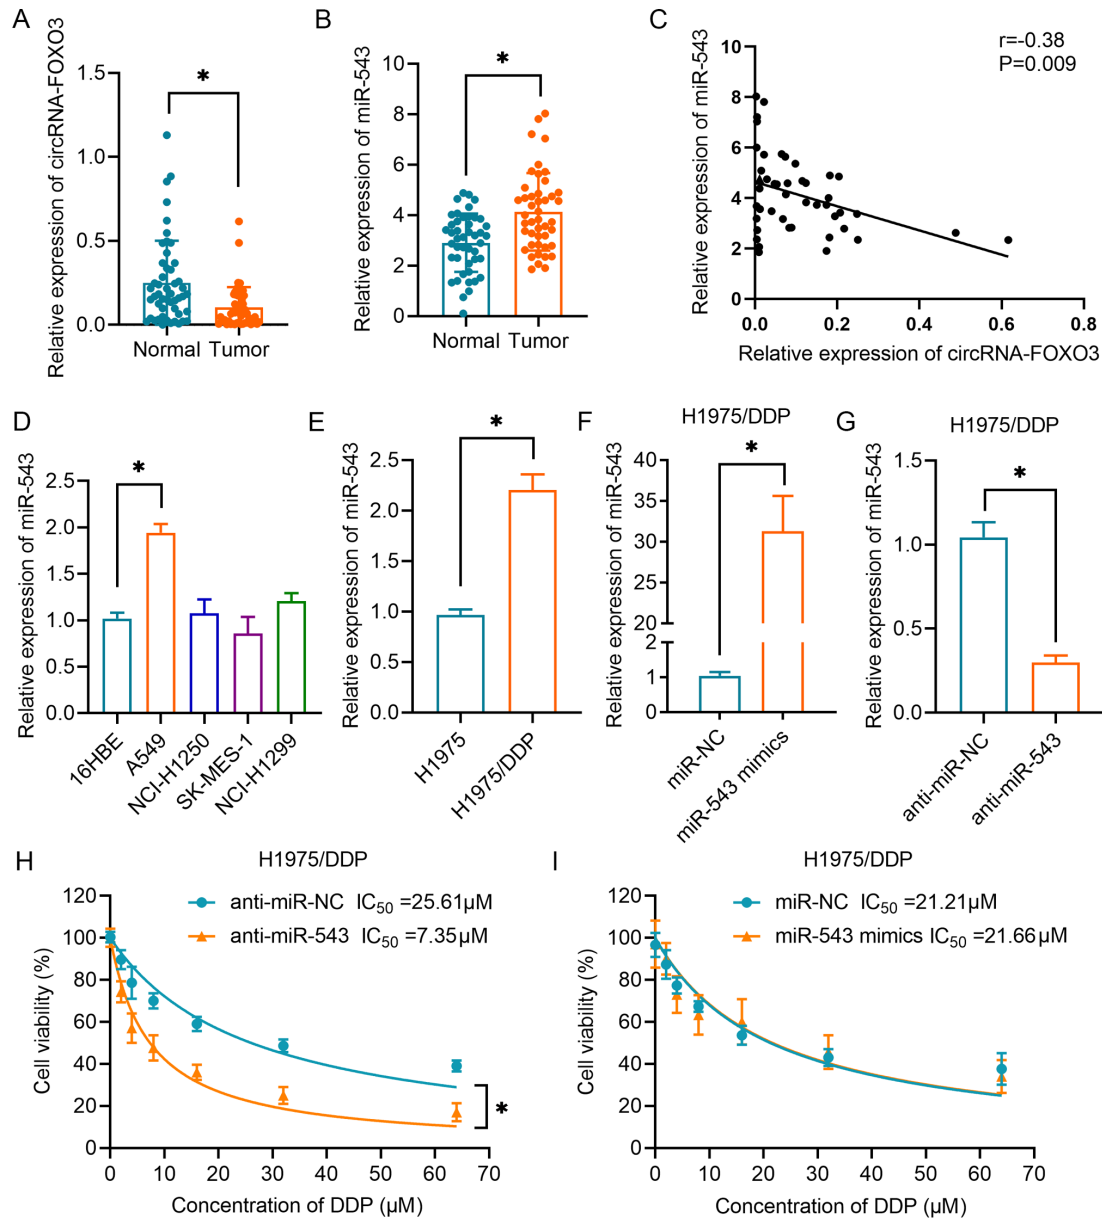 A
Relative expression of circRNA-FOXO3
1.5
1.0
0.5
0.0
*
Normal Tumor
B
Relative expression of miR-543
10
8
6
4
2
0
*
Normal Tumor
C
Relative expression of miR-543
10
8
6
4
2
0
r=-0.38
P=0.009
0.0 0.2 0.4 0.6 0.8
Relative expression of circRNA-FOXO3
D
Relative expression of miR-543
2.5
2.0
1.5
1.0
0.5
0.0
*
16HBE
A549
NCI-H1250
SK-MES-1
NCI-H1299
E
Relative expression of miR-543
2.5
2.0
1.5
1.0
0.5
0.0
*
H1975
H1975/DDP
F
H1975/DDP
Relative expression of miR-543
40
35
30
25
20
2
1
0
*
miR-NC
miR-543 mimics
G
H1975/DDP
Relative expression of miR-543
1.5
1.0
0.5
0.0
*
anti-miR-NC
anti-miR-543
H
H1975/DDP
Cell viability (%)
120
100
80
60
40
20
0
anti-miR-NC IC50 =25.61μM
anti-miR-543 IC50 =7.35μM
*
0 10 20 30 40 50 60 70
Concentration of DDP (μM)
I
H1975/DDP
Cell viability (%)
120
100
80
60
40
20
0
miR-NC IC50 =21.21μM
miR-543 mimics IC50 =21.66μM
0 10 20 30 40 50 60 70
Concentration of DDP (μM)